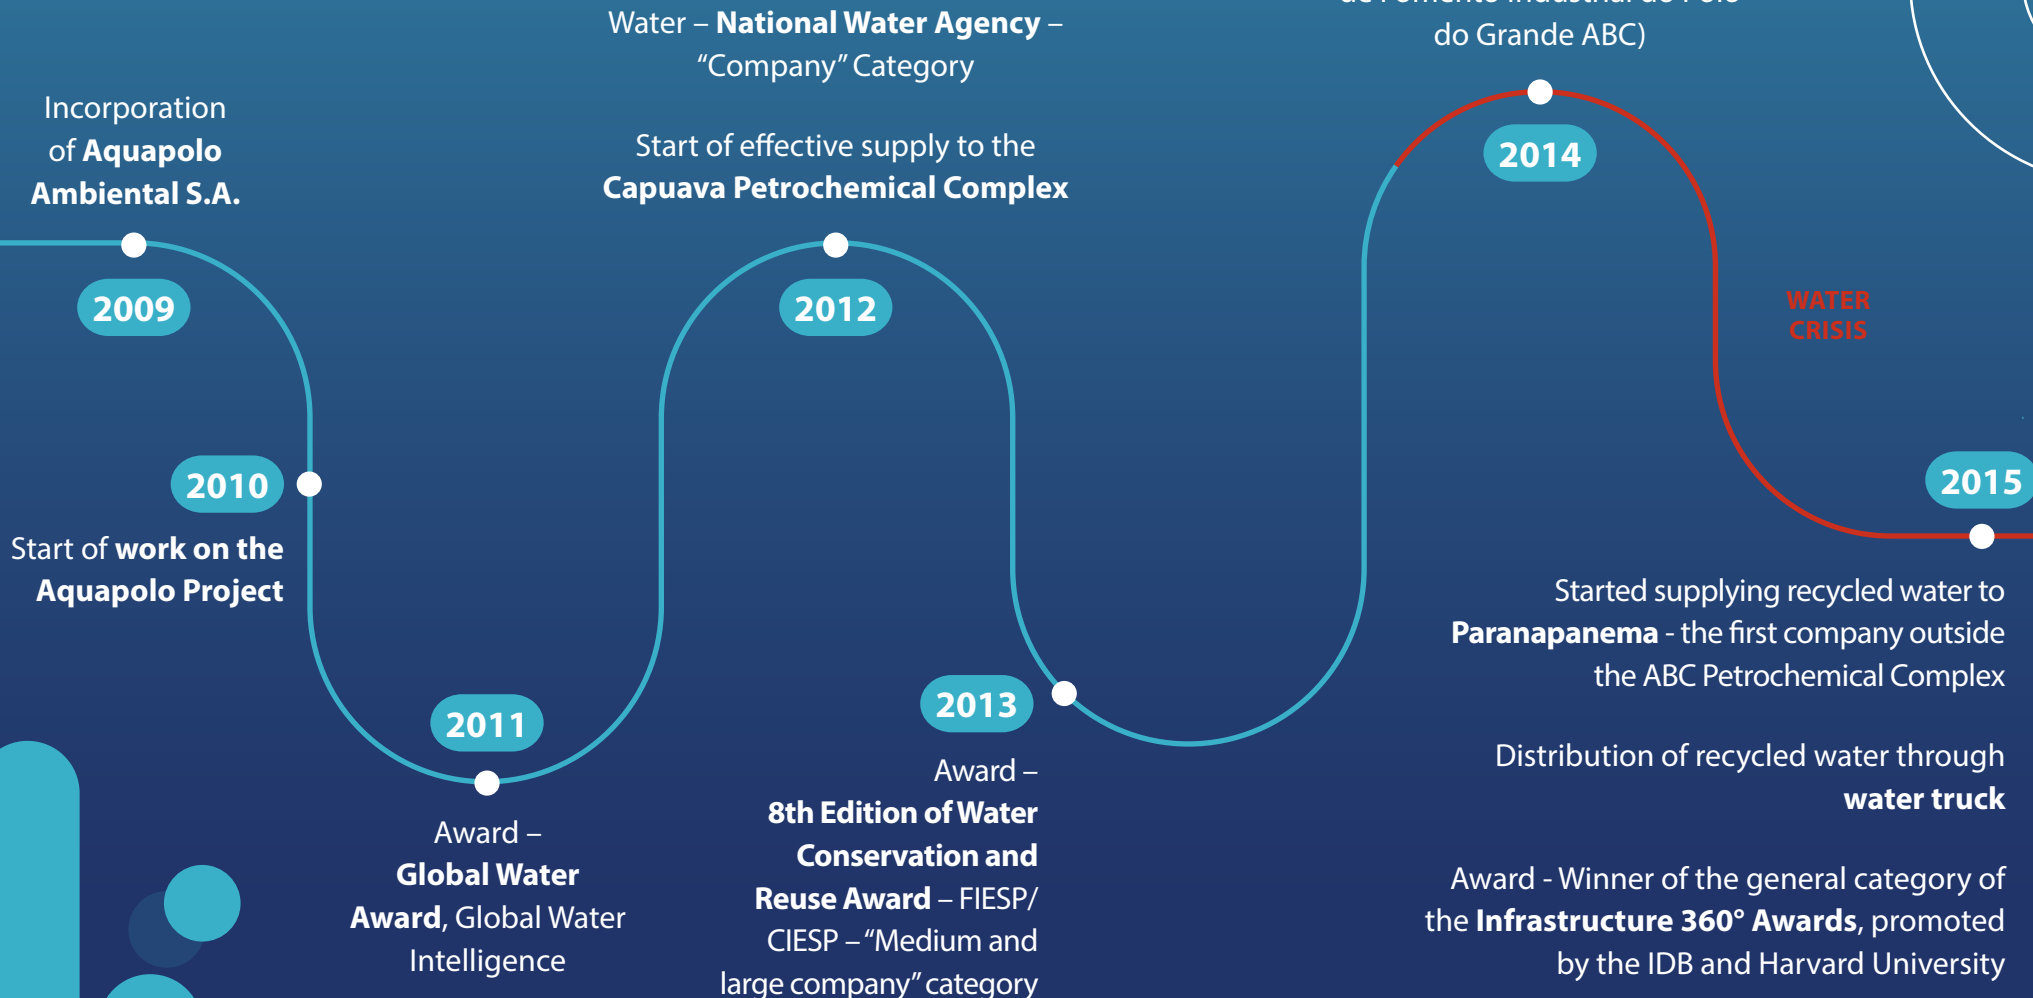 Incorporation
of Aquapolo
Ambiental S.A.
2009
2010
Start of work on the
Aquapolo Project
2011
Award –
Global Water
Award, Global Water
Intelligence
Water – National Water Agency –
“Company” Category
Start of effective supply to the
Capuava Petrochemical Complex
2012
2013
Award –
8th Edition of Water
Conservation and
Reuse Award – FIESP/
CIESP – “Medium and
large company” category
de Fomento Industrial do Polo
do Grande ABC)
2014
WATER
CRISIS
2015
Started supplying recycled water to
Paranapanema - the first company outside
the ABC Petrochemical Complex
Distribution of recycled water through
water truck
Award - Winner of the general category of
the Infrastructure 360° Awards, promoted
by the IDB and Harvard University